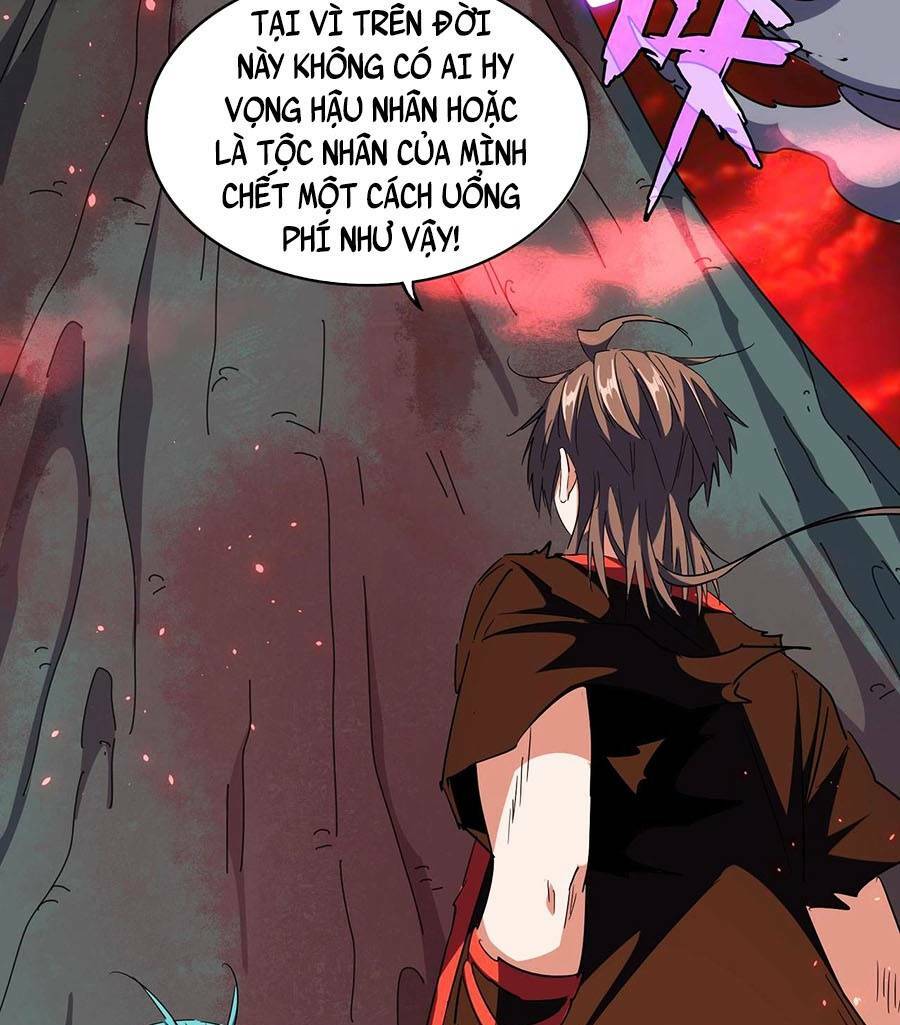 TẠI VÌ TRÊN ĐỜI
NÀY KHÔNG CÓ AI HY
VỌNG HẬU NHÂN HOẶC
LÀ TỘC NHÂN CỦA MÌNH
CHẾT MỘT CÁCH UỔNG
PHÍ NHƯ VẬY!